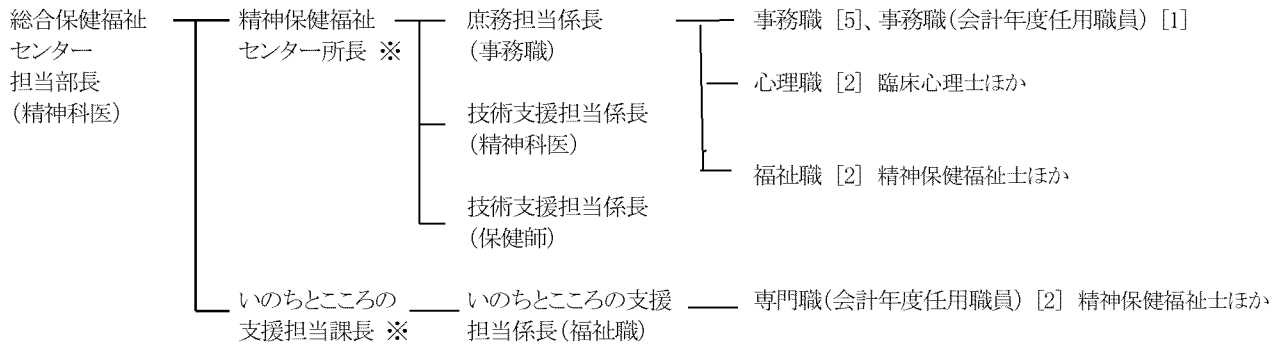 総合保健福祉
センター
担当部長
(精神科医)
精神保健福祉
センター所長 ※
庶務担当係長
(事務職)
事務職 [5]、事務職(会計年度任用職員) [1]
心理職 [2] 臨床心理士ほか
技術支援担当係長
(精神科医)
福祉職 [2] 精神保健福祉士ほか
技術支援担当係長
(保健師)
いのちとこころの
支援担当課長 ※
いのちとこころの支援
担当係長(福祉職)
専門職(会計年度任用職員) [2] 精神保健福祉士ほか